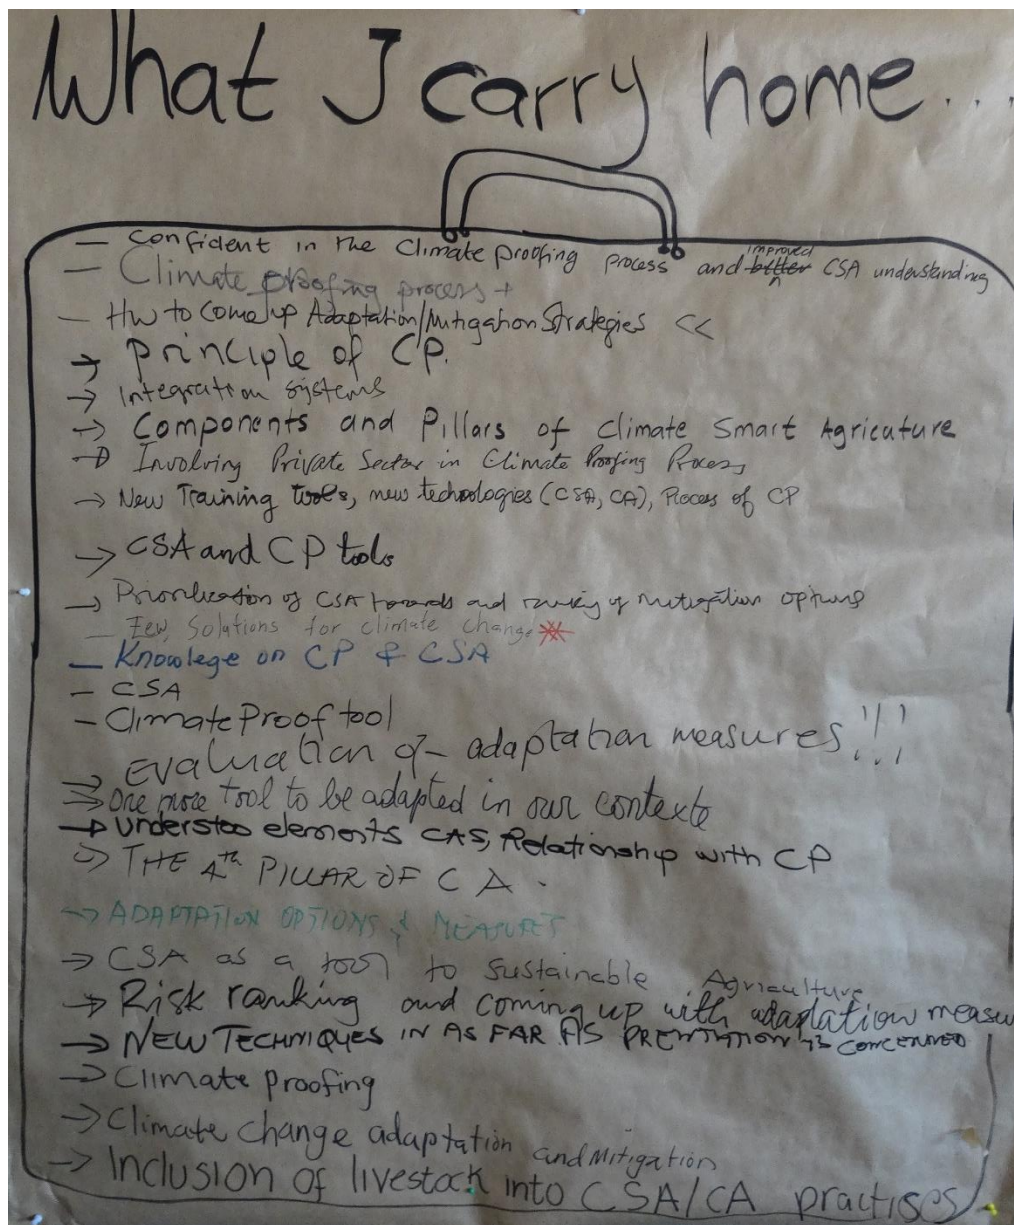 What I carry home...
— Confident in the Climate proofing process and better improved CSA understanding
— Climate proofing process +
— Hw to Come up Adaptation/Mitigation Strategies <<
→ principle of CP.
→ Integration systems
→ Components and Pillars of Climate Smart Agricuture
→ Involving Private Sector in Climate Proofing Process
→ New Training tools, new technologies (CSA, CA), Process of CP
→ CSA and CP tools
→ Prioritization of CSA towards and ranking of mitigation options
— Few solutions for climate change
— Knowlege on CP & CSA
— CSA
— Climate Proof tool
→ Evaluation of adaptation measures!!!
→ One more tool to be adapted in our contexte
→ Understoo elements CAS, Relationship with CP
→ THE 4th PILLAR OF CA.
→ ADAPTATION OPTIONS & MEASURES
→ CSA as a tool to sustainable Agriculture
→ Risk ranking and coming up with adaptation measu
→ NEW TECHNIQUES IN AS FAR AS IS CONCERNED
→ Climate proofing
→ Climate change adaptation and Mitigation
→ Inclusion of livestock into CSA/CA practises